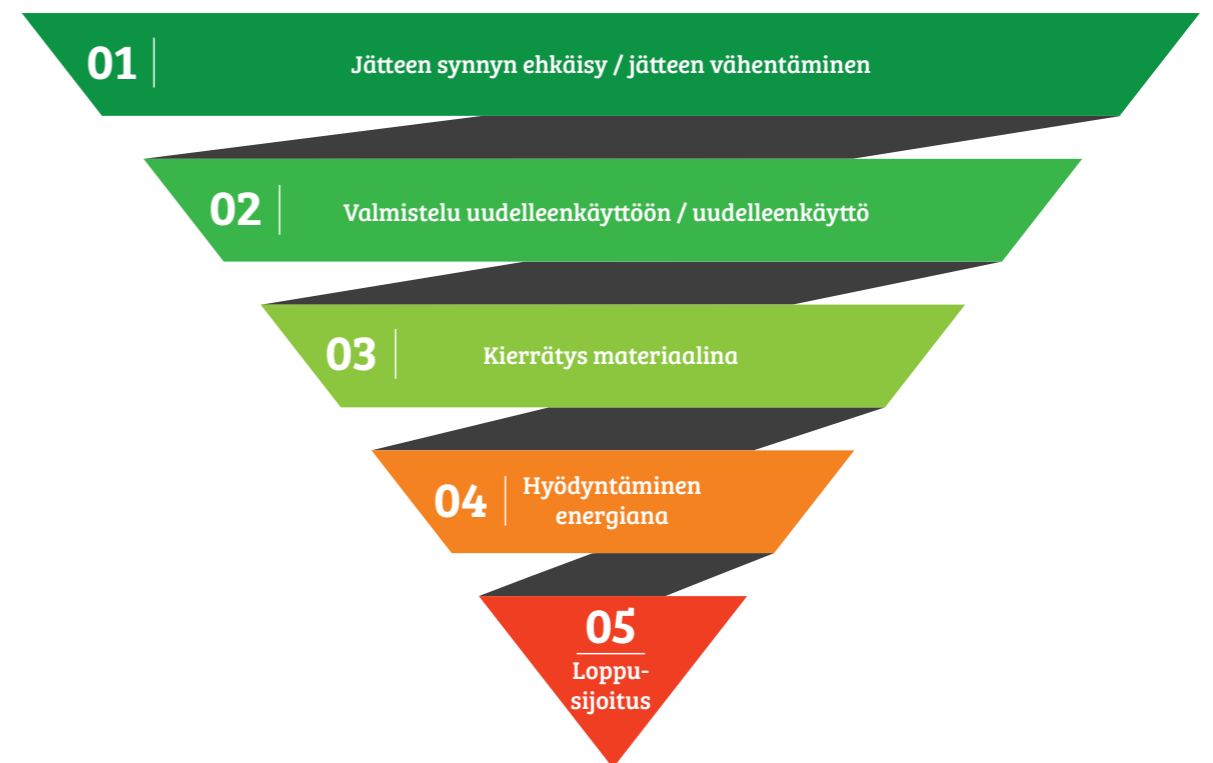 01
Jätteen synnyn ehkäisy / jätteen vähentäminen
02
Valmistelu uudelleenkäyttöön / uudelleenkäyttö
03
Kierrätys materiaalina
04
Hyödyntäminen
energiana
05
Loppu-
sijoitus